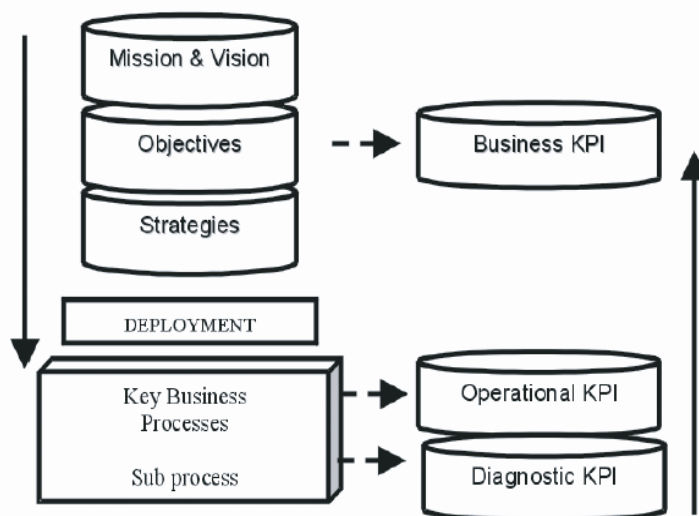 Mission & Vision
Objectives
Business KPI
Strategies
DEPLOYMENT
Key Business
Processes
Operational KPI
Sub process
Diagnostic KPI